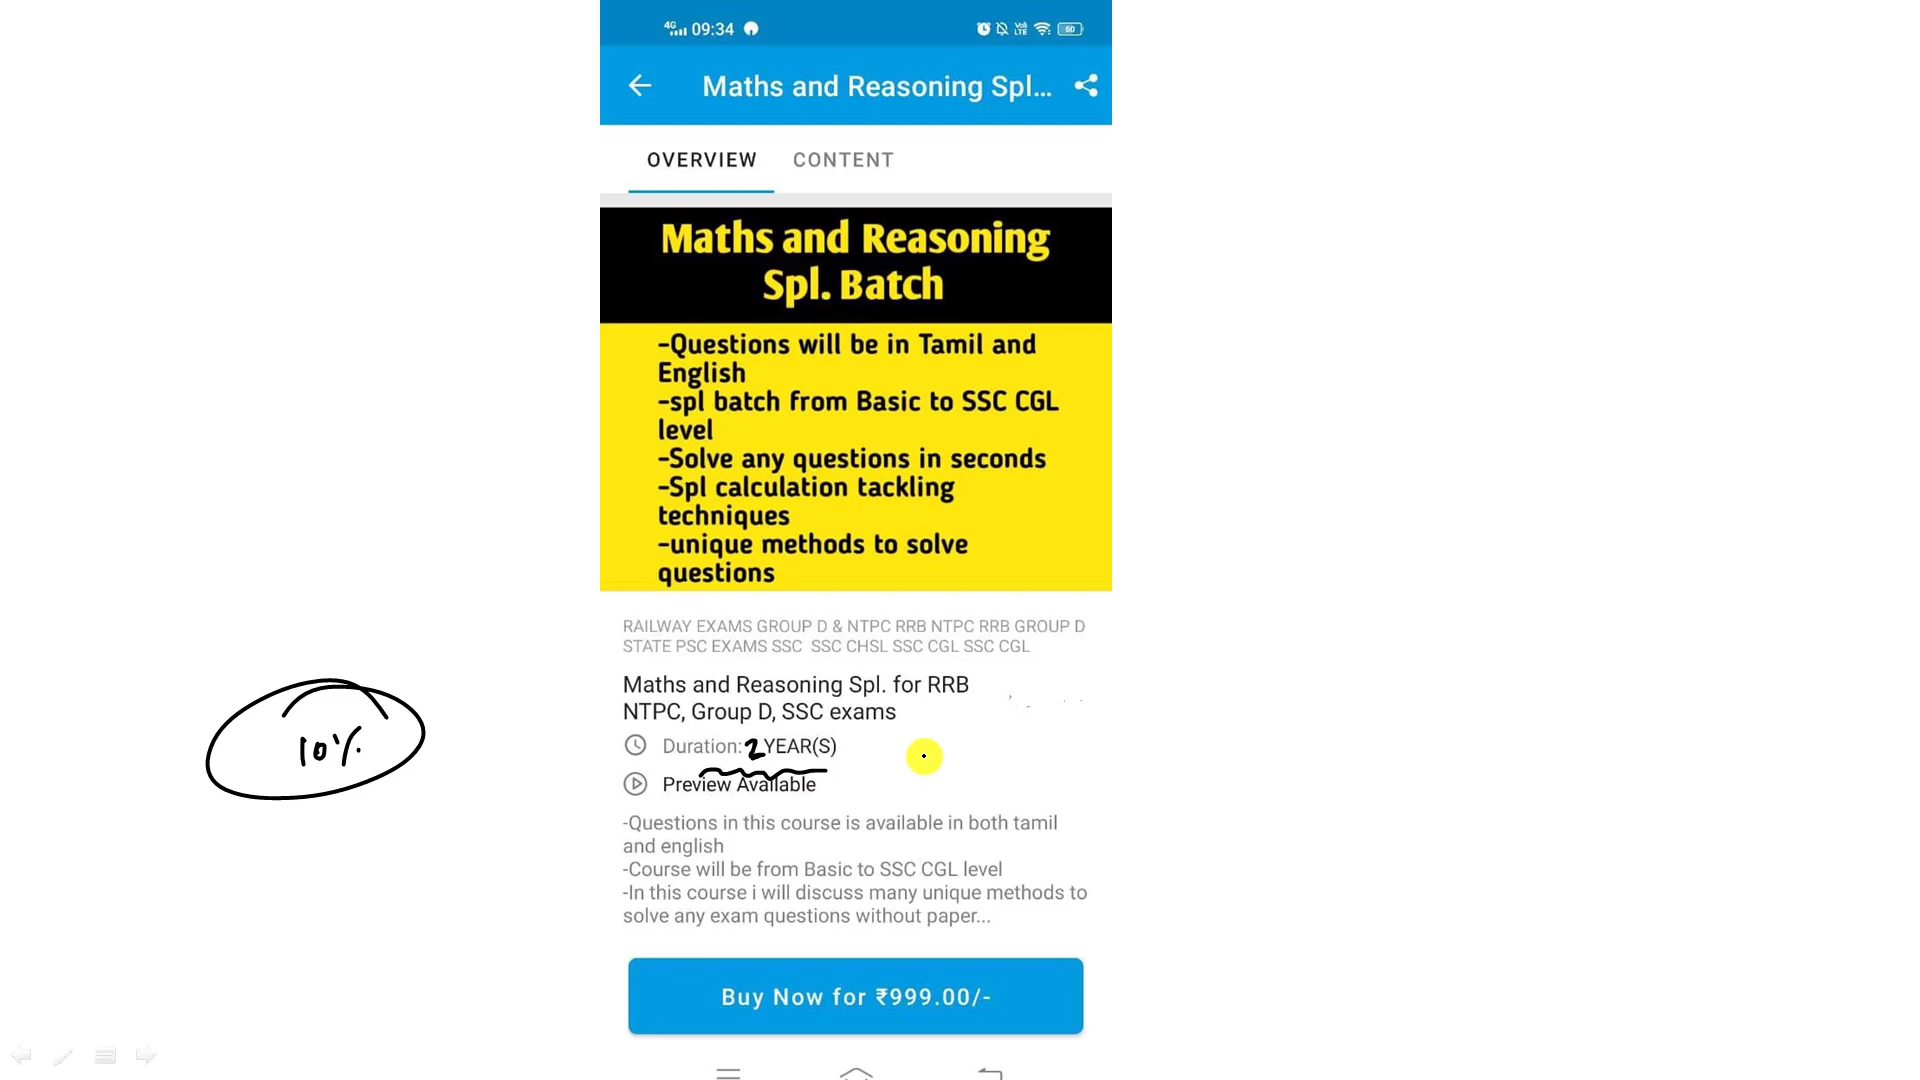 4G 09:34 Vo) LTE 60
Maths and Reasoning Spl...
OVERVIEW CONTENT
Maths and Reasoning
Spl. Batch
-Questions will be in Tamil and
English
-spl batch from Basic to SSC CGL
level
-Solve any questions in seconds
-Spl calculation tackling
techniques
-unique methods to solve
questions
RAILWAY EXAMS GROUP D & NTPC RRB NTPC RRB GROUP D
STATE PSC EXAMS SSC SSC CHSL SSC CGL SSC CGL
Maths and Reasoning Spl. for RRB
NTPC, Group D, SSC exams
10%
Duration: 2 YEAR(S)
Preview Available
-Questions in this course is available in both tamil
and english
-Course will be from Basic to SSC CGL level
-In this course i will discuss many unique methods to
solve any exam questions without paper...
Buy Now for ₹999.00/-